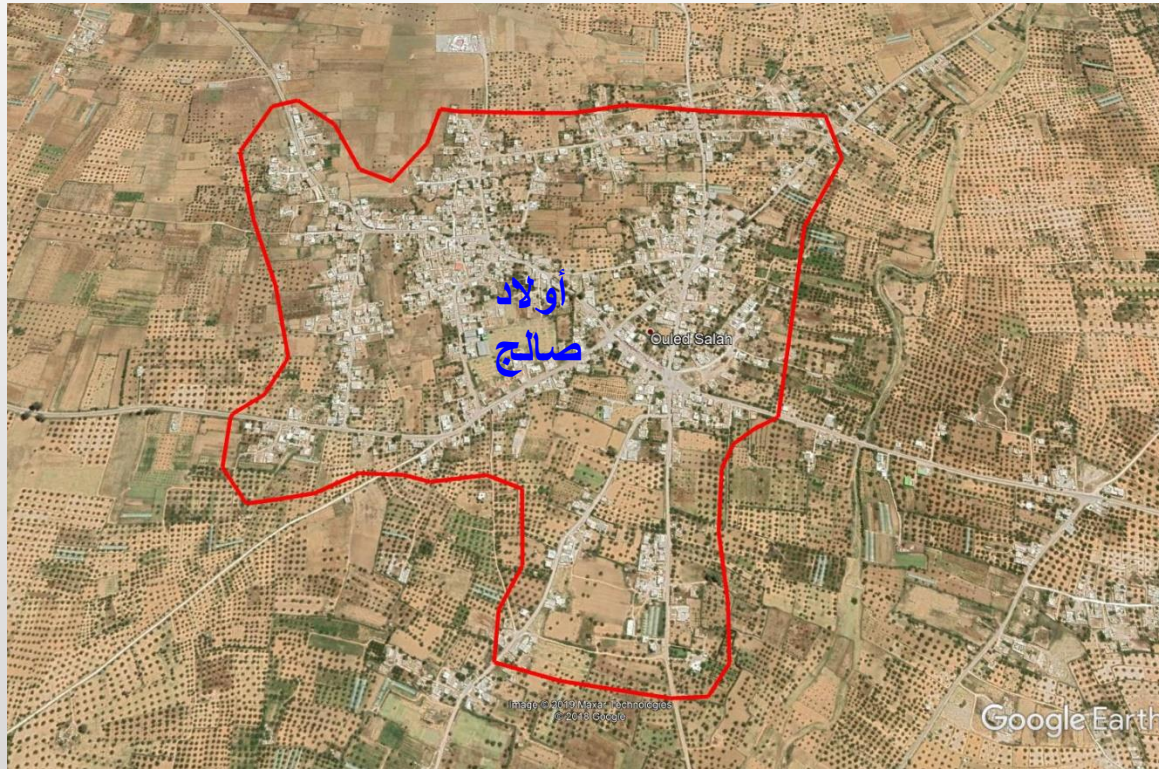 أولاد
صالح
Ouled Salah
Image © 2019 Maxar Technologies
© 2018 Google
Google Earth